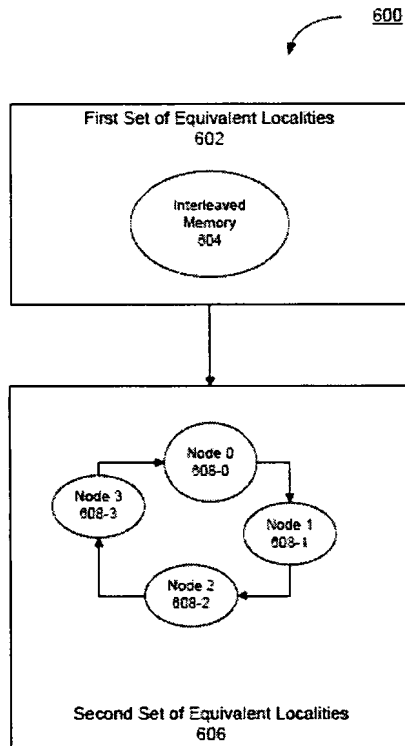 600
First Set of Equivalent Localities
602
Interleaved
Memory
604
Node 0
608-0
Node 3
608-3
Node 1
608-1
Node 2
608-2
Second Set of Equivalent Localities
606